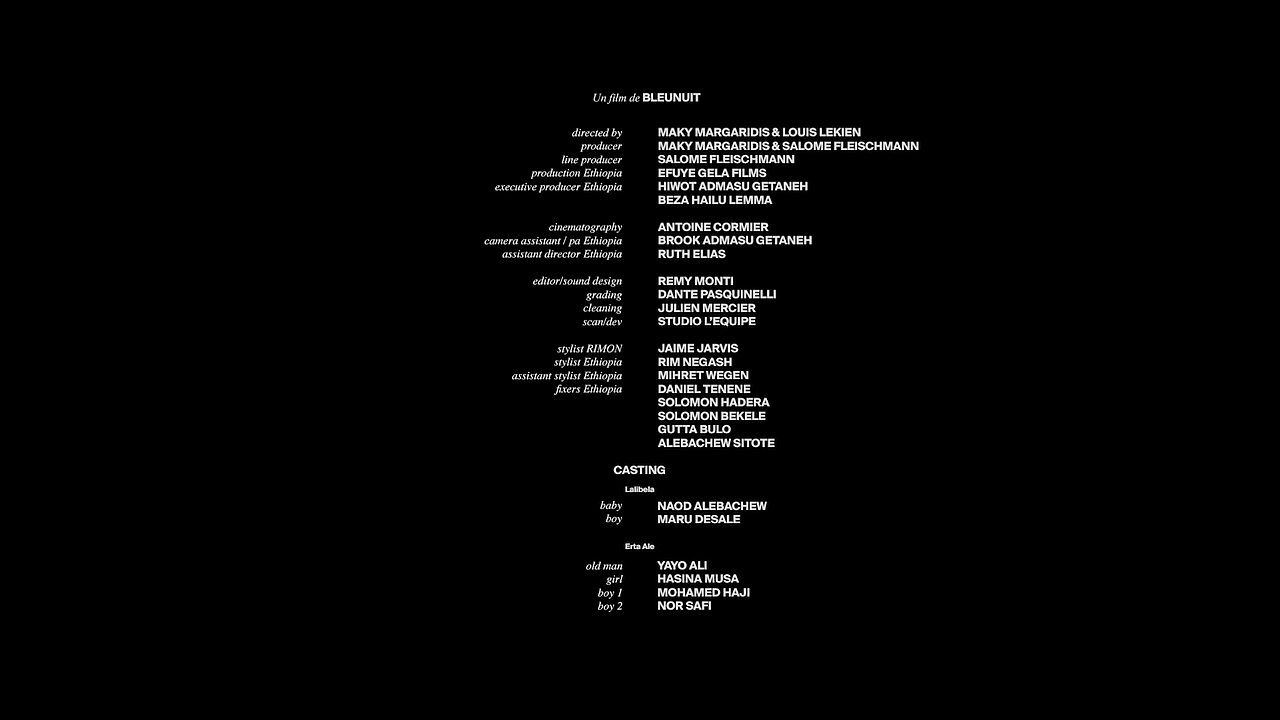 Un film de BLEUNUIT
directed by MAKY MARGARIDIS & LOUIS LEKIEN
producer MAKY MARGARIDIS & SALOME FLEISCHMANN
line producer SALOME FLEISCHMANN
production Ethiopia EFUYE GELA FILMS
executive producer Ethiopia HIWOT ADMASU GETANEH
BEZA HAILU LEMMA
cinematography ANTOINE CORMIER
camera assistant / pa Ethiopia BROOK ADMASU GETANEH
assistant director Ethiopia RUTH ELIAS
editor/sound design REMY MONTI
grading DANTE PASQUINELLI
cleaning JULIEN MERCIER
scan/dev STUDIO L'EQUIPE
stylist RIMON JAIME JARVIS
stylist Ethiopia RIM NEGASH
assistant stylist Ethiopia MIHRET WEGEN
fixers Ethiopia DANIEL TENENE
SOLOMON HADERA
SOLOMON BEKELE
GUTTA BULO
ALEBACHEW SITOTE
CASTING
Lalibela
baby NAOD ALEBACHEW
boy MARU DESALE
Erta Ale
old man YAYO ALI
girl HASINA MUSA
boy 1 MOHAMED HAJI
boy 2 NOR SAFI